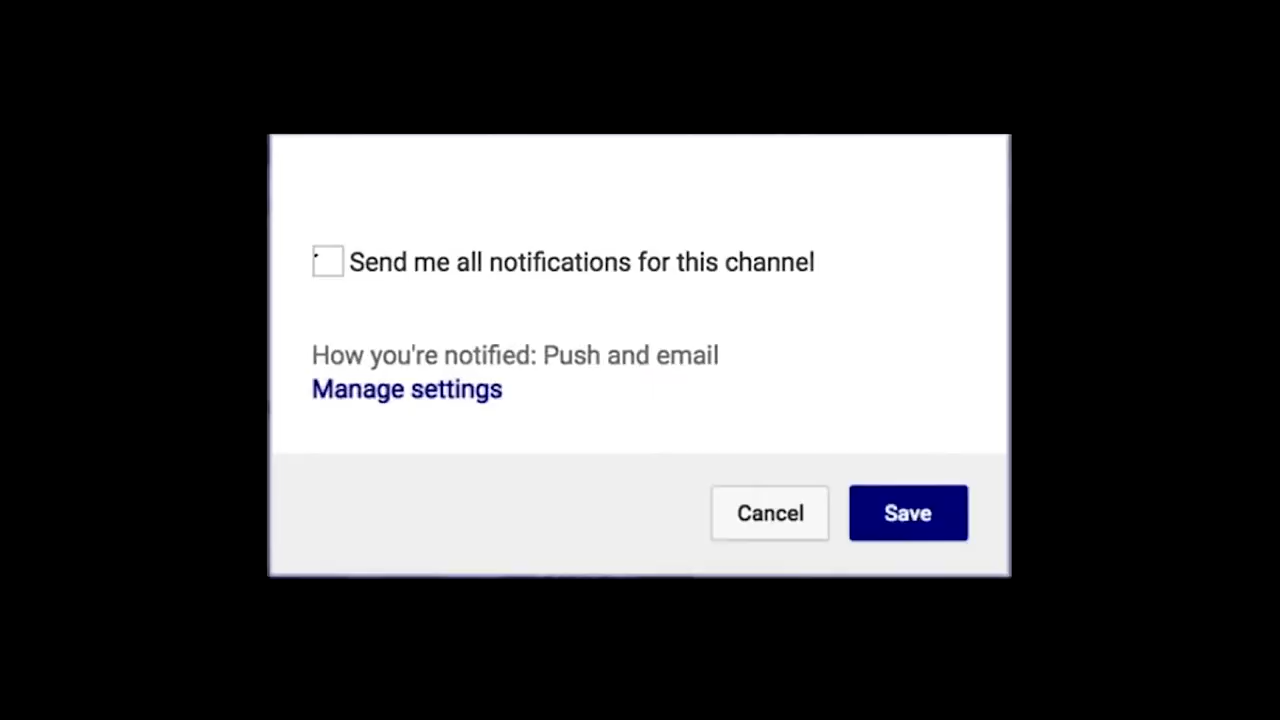 Send me all notifications for this channel
How you're notified: Push and email
Manage settings
Cancel
Save